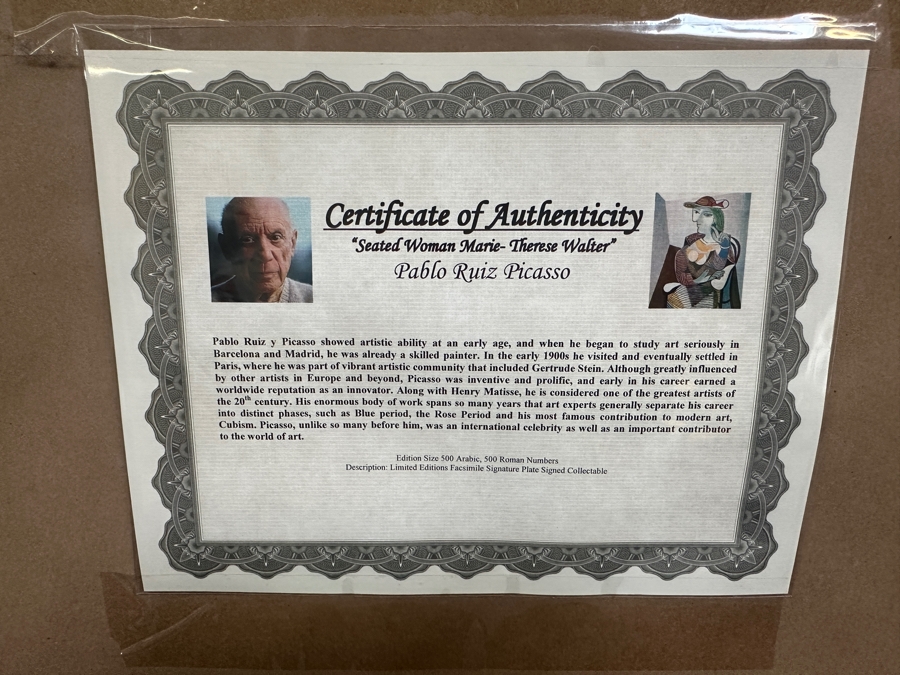 Certificate of Authenticity
"Seated Woman Marie- Therese Walter"
Pablo Ruiz Picasso
Pablo Ruiz y Picasso showed artistic ability at an early age, and when he began to study art seriously in
Barcelona and Madrid, he was already a skilled painter. In the early 1900s he visited and eventually settled in
Paris, where he was part of vibrant artistic community that included Gertrude Stein. Although greatly influenced
by other artists in Europe and beyond, Picasso was inventive and prolific, and early in his career earned a
worldwide reputation as an innovator. Along with Henry Matisse, he is considered one of the greatest artists of
the 20th century. His enormous body of work spans so many years that art experts generally separate his career
into distinct phases, such as Blue period, the Rose Period and his most famous contribution to modern art,
Cubism. Picasso, unlike so many before him, was an international celebrity as well as an important contributor
to the world of art.
Edition Size 500 Arabic, 500 Roman Numbers
Description: Limited Editions Facsimile Signature Plate Signed Collectable